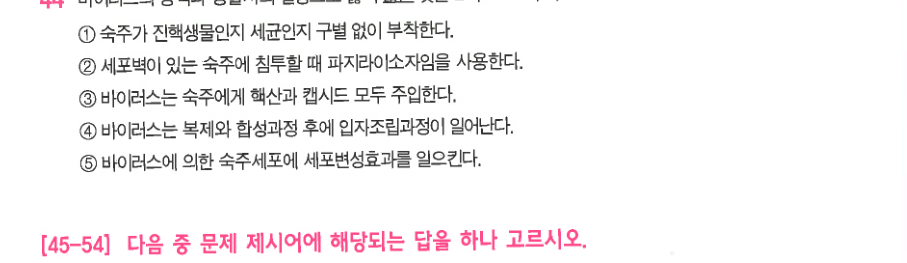 44
① 숙주가 진핵생물인지 세균인지 구별 없이 부착한다.
② 세포벽이 있는 숙주에 침투할 때 파지라이소자임을 사용한다.
③ 바이러스는 숙주에게 핵산과 캡시드 모두 주입한다.
④ 바이러스는 복제와 합성과정 후에 입자조립과정이 일어난다.
⑤ 바이러스에 의한 숙주세포에 세포변성효과를 일으킨다.
[45-54] 다음 중 문제 제시어에 해당되는 답을 하나 고르시오.